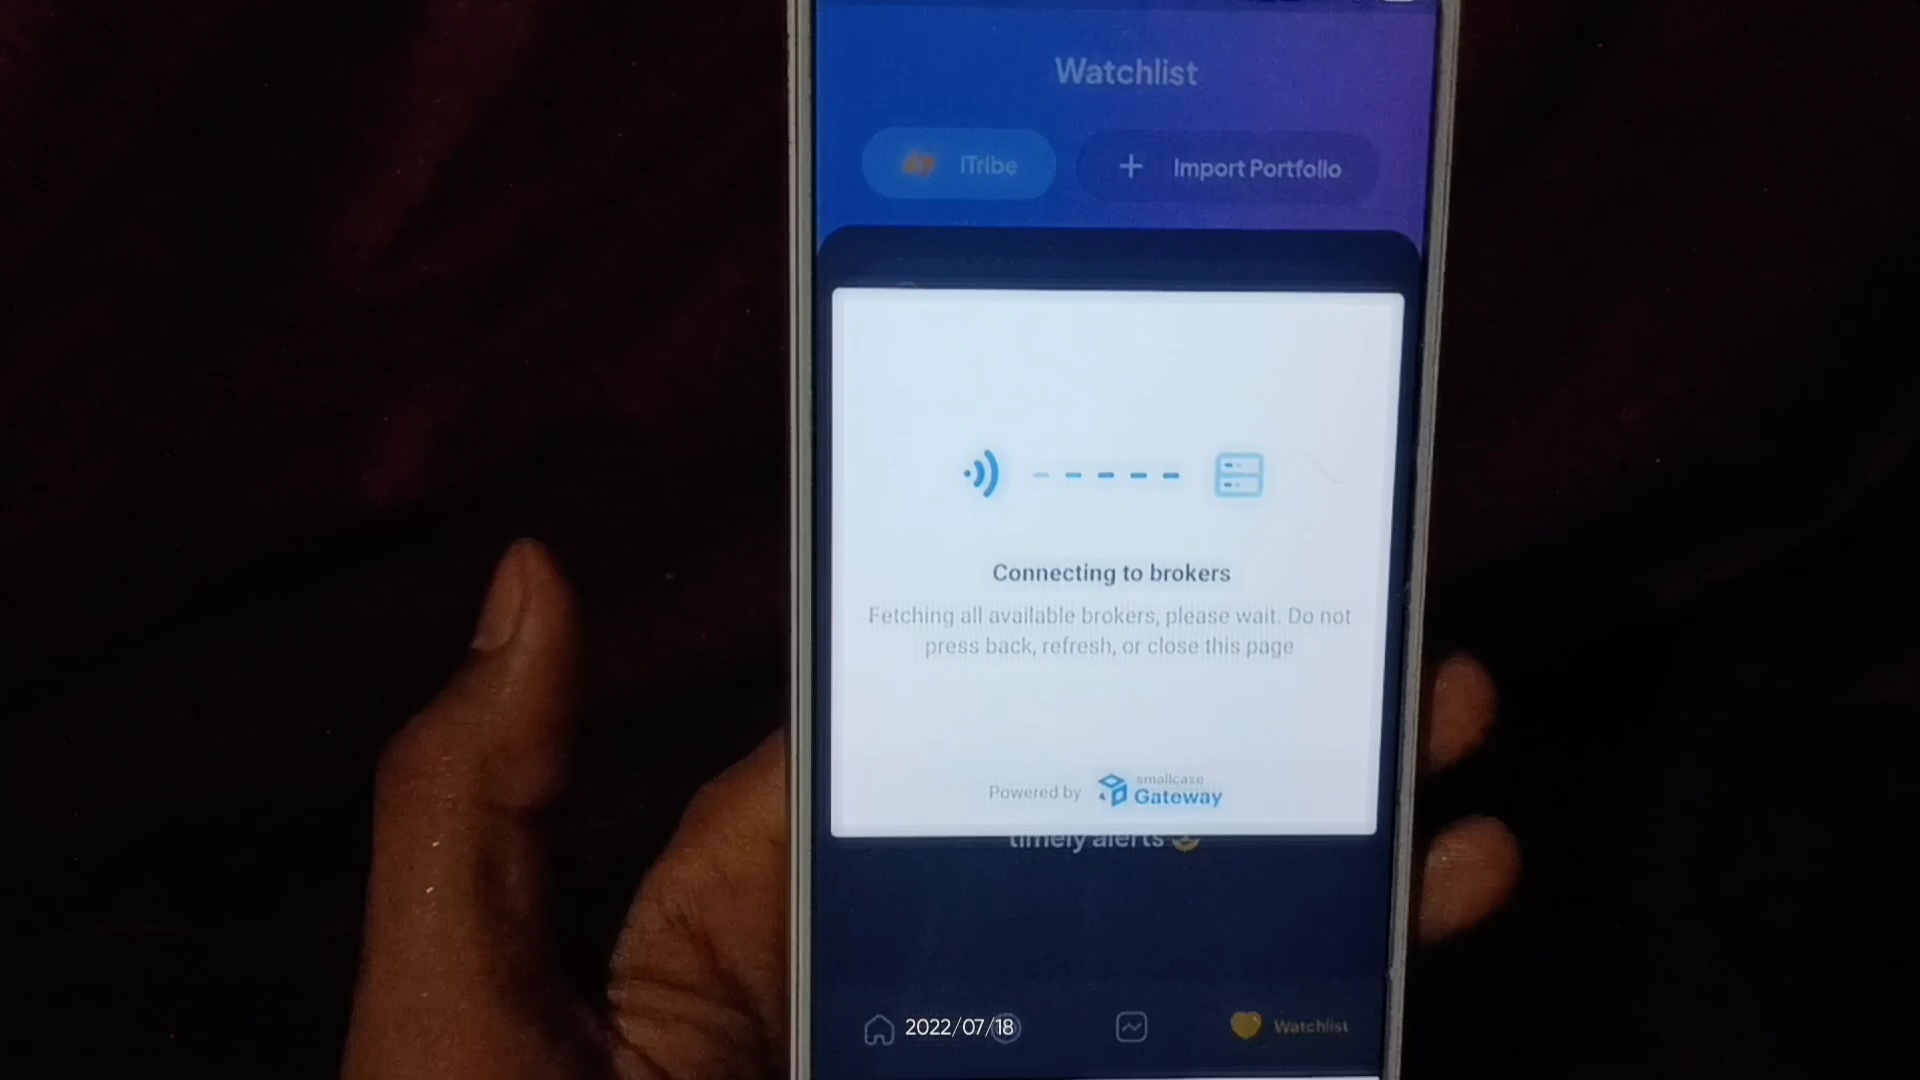 Watchlist
ITribe
+ Import Portfolio
Connecting to brokers
Fetching all available brokers, please wait. Do not
press back, refresh, or close this page
Powered by
smallcase
Gateway
timely alerts
2022/07/18
Watchlist